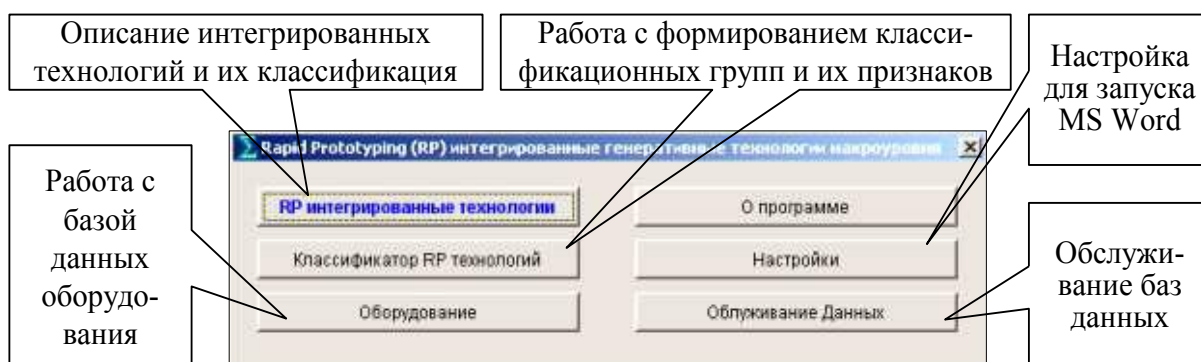 Описание интегрированных
технологий и их классификация
Работа с формированием класси-
фикационных групп и их признаков
Настройка
для запуска
MS Word
Работа с
базой
данных
оборудо-
вания
Rapid Prototyping (RP) интегрированные генеративные технологии макроуровня
RP интегрированные технологии
О программе
Классификатор RP технологий
Настройки
Оборудование
Облуживание Данных
Обслужи-
вание баз
данных